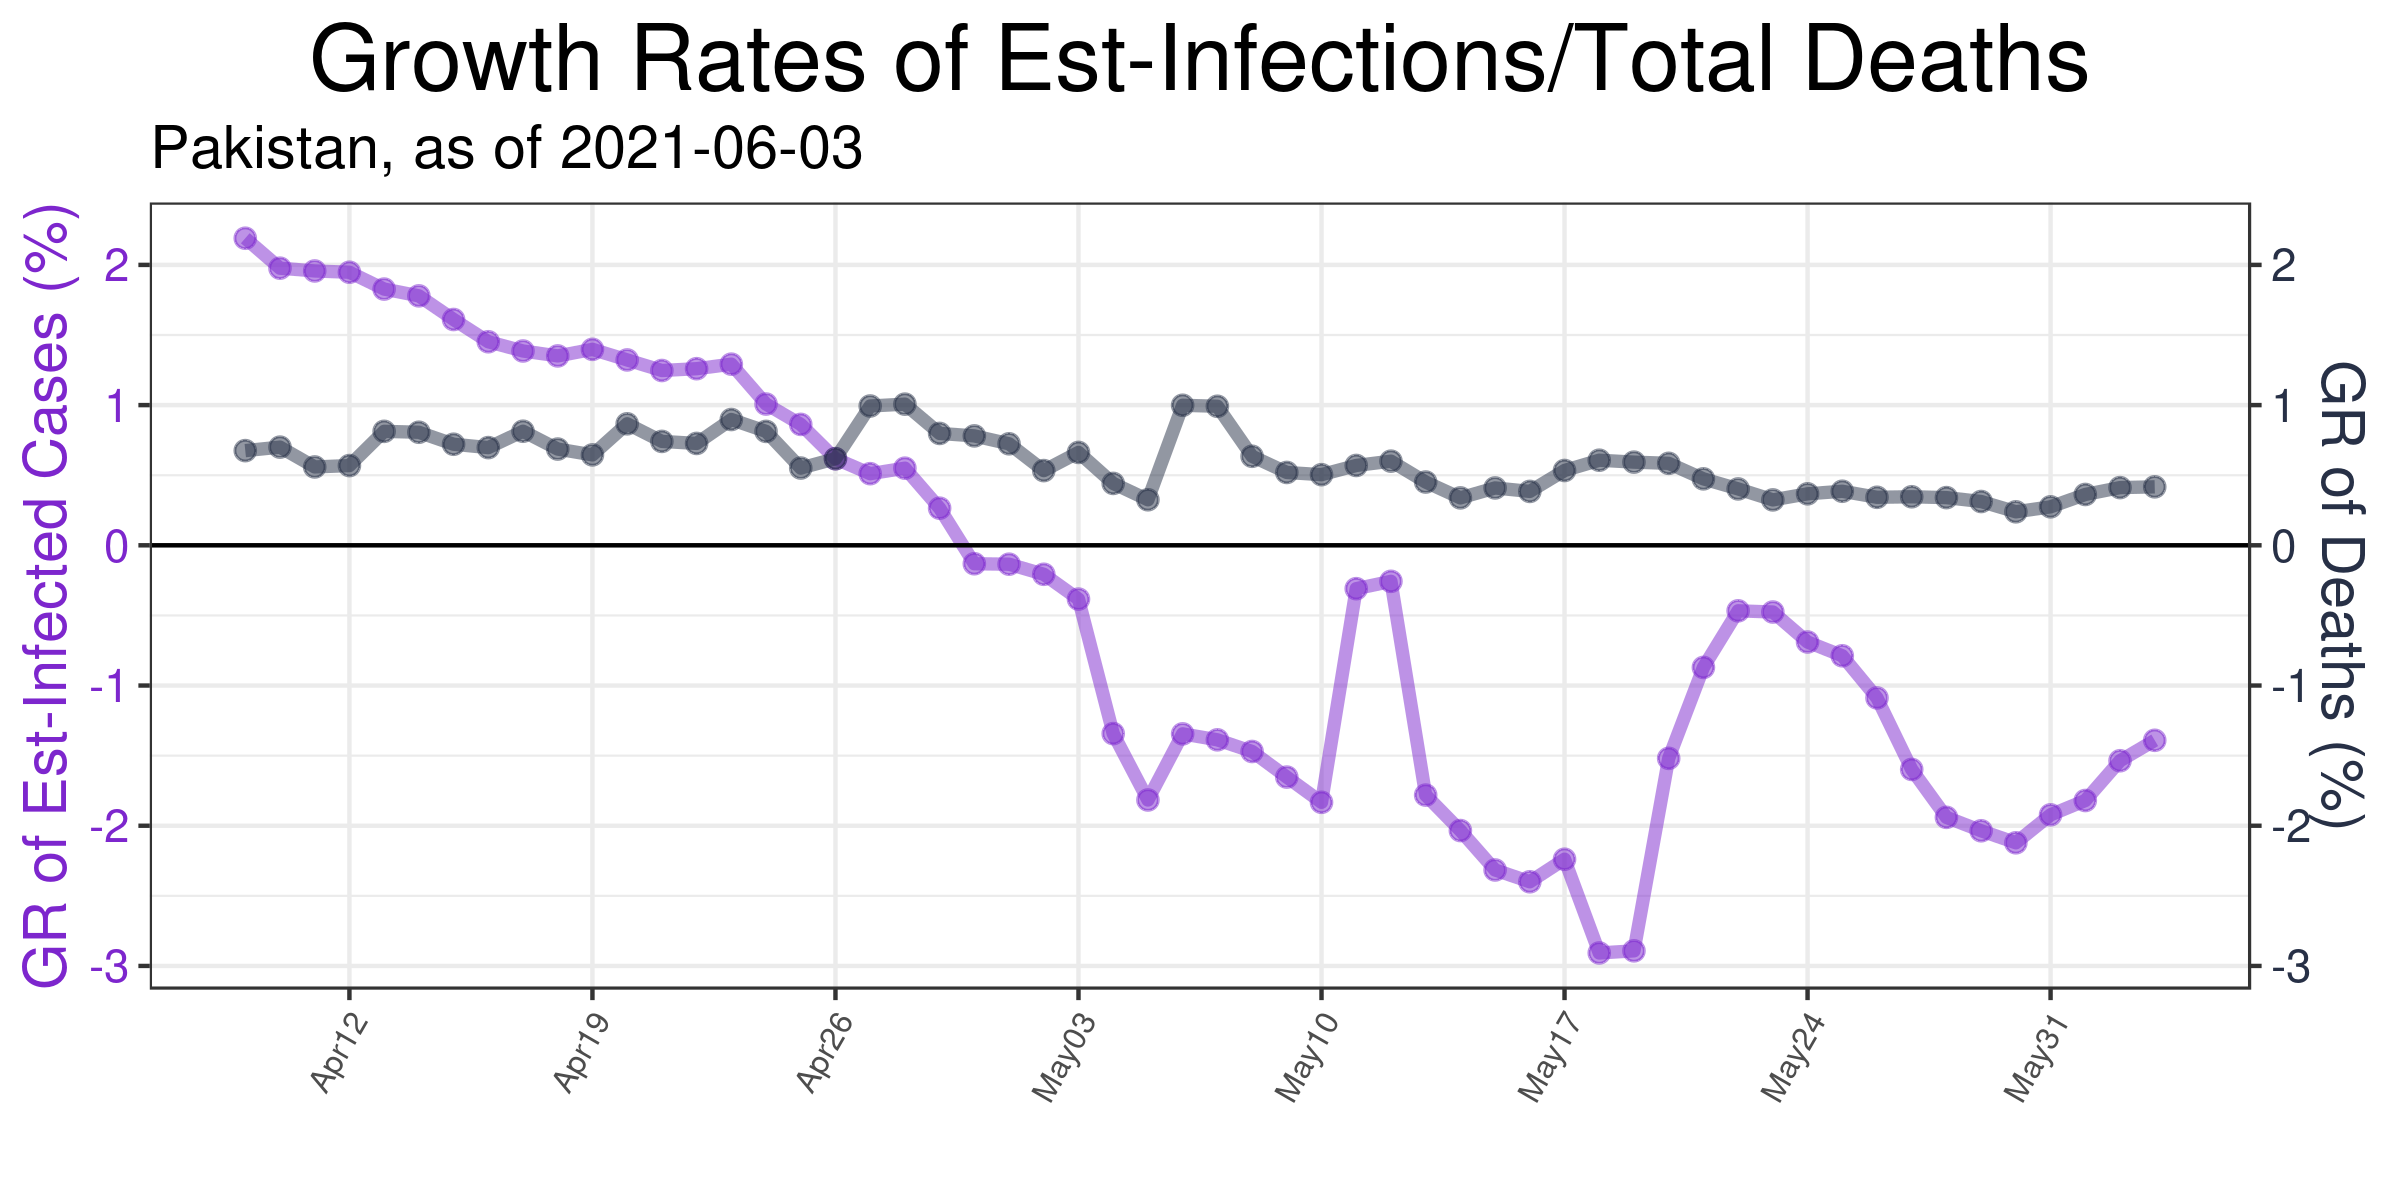 Growth Rates of Est-Infections/Total Deaths
Pakistan, as of 2021-06-03
GR of Est-Infected Cases (%)
2
1
0
-1
-2
-3
2
1
0
-1
-2
-3
GR of Deaths (%)
Apr12
Apr19
Apr26
May03
May10
May17
May24
May31